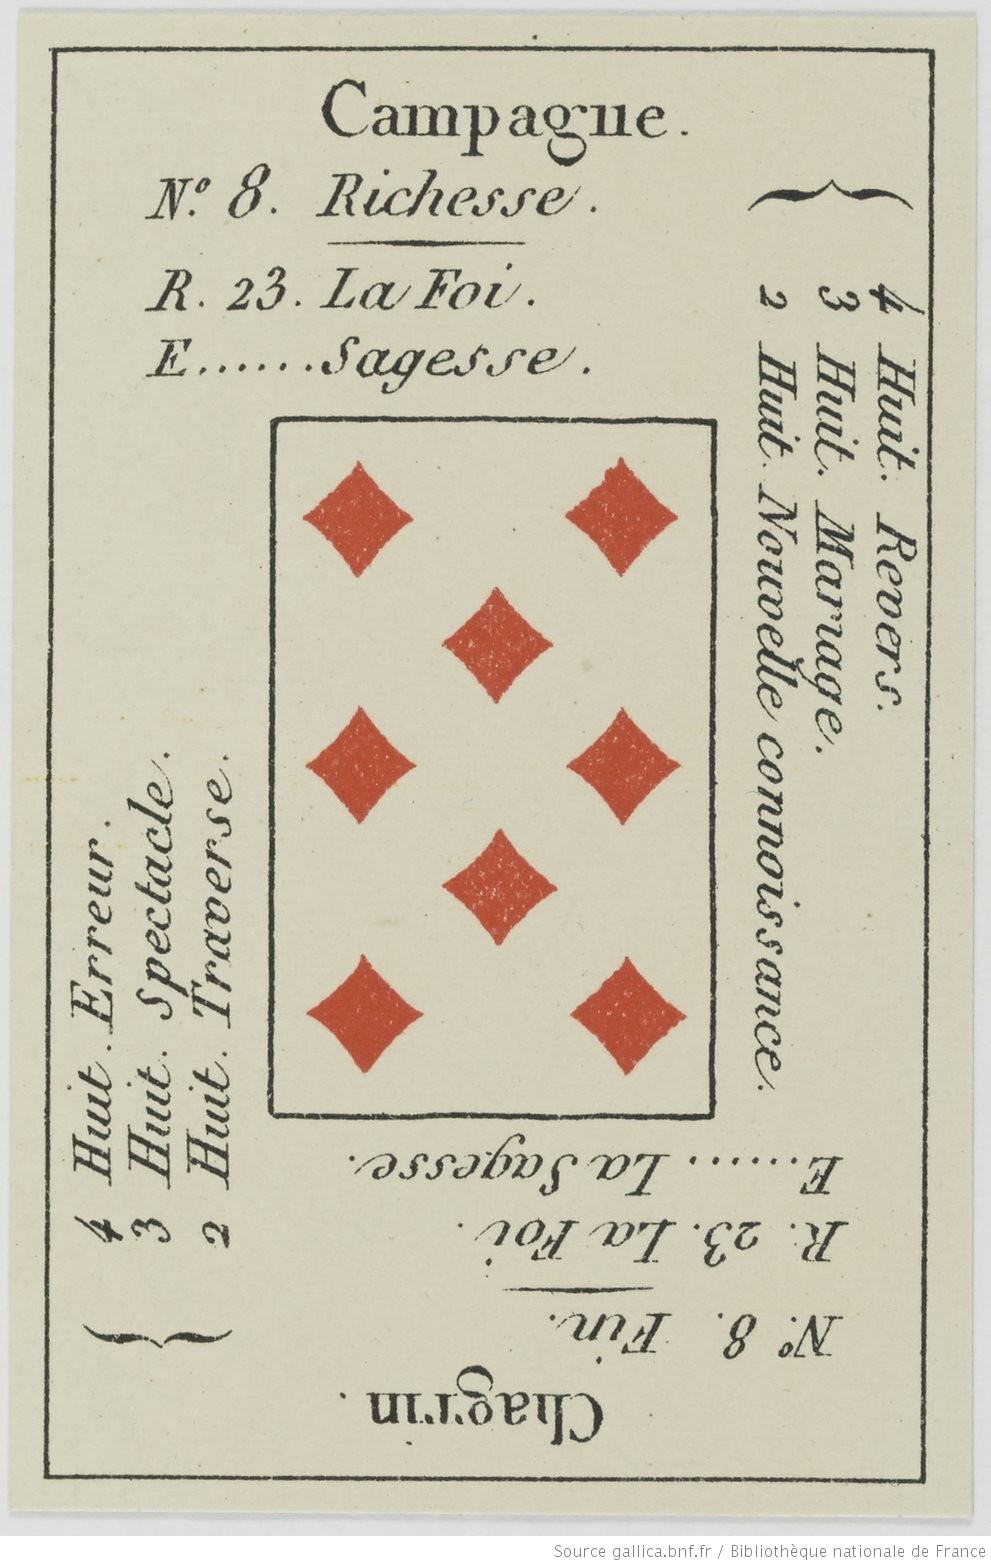 Campagne.
N.º 8. Richesse.
R. 23. La Foi.
E......Sagesse.
4 Huit. Revers.
3 Huit. Mariage.
2 Huit. Nouvelle connoissance.
4 Huit. Erreur.
3 Huit. Spectacle.
2 Huit. Traverse.
Chagrin.
N.º 8. Fin.
R. 23. La Foi.
E......La Sagesse.
Source gallica.bnf.fr / Bibliothèque nationale de France